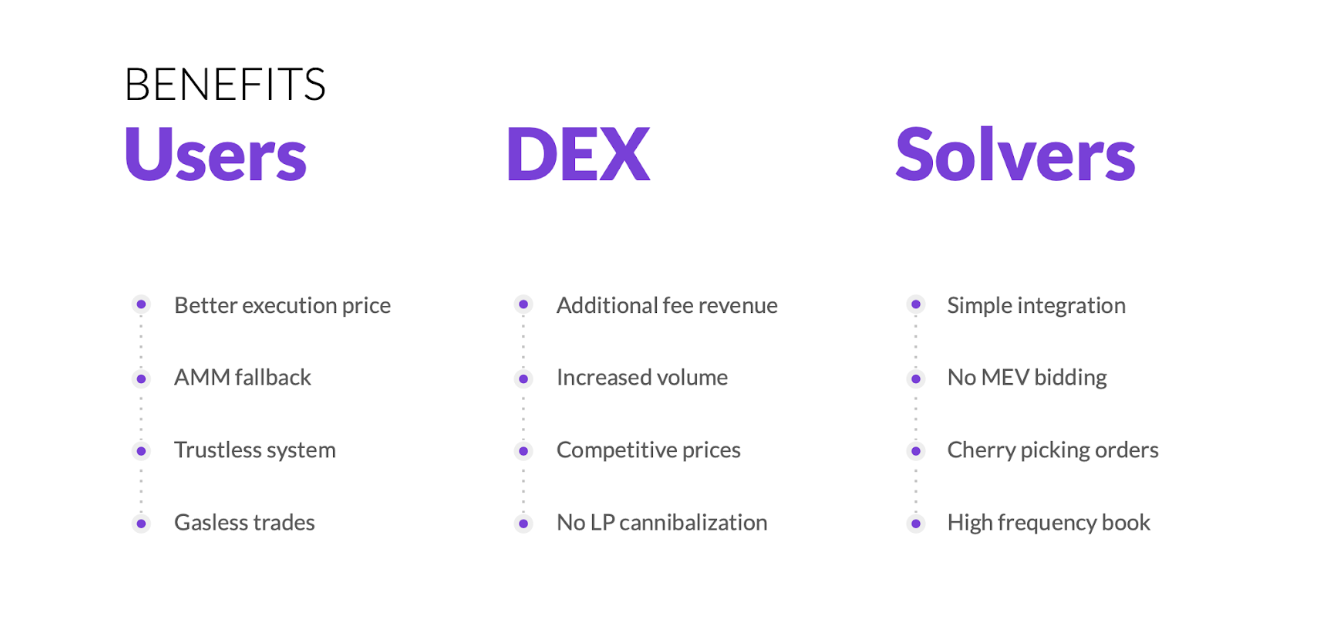 BENEFITS
Users
DEX
Solvers
Better execution price
AMM fallback
Trustless system
Gasless trades
Additional fee revenue
Increased volume
Competitive prices
No LP cannibalization
Simple integration
No MEV bidding
Cherry picking orders
High frequency book